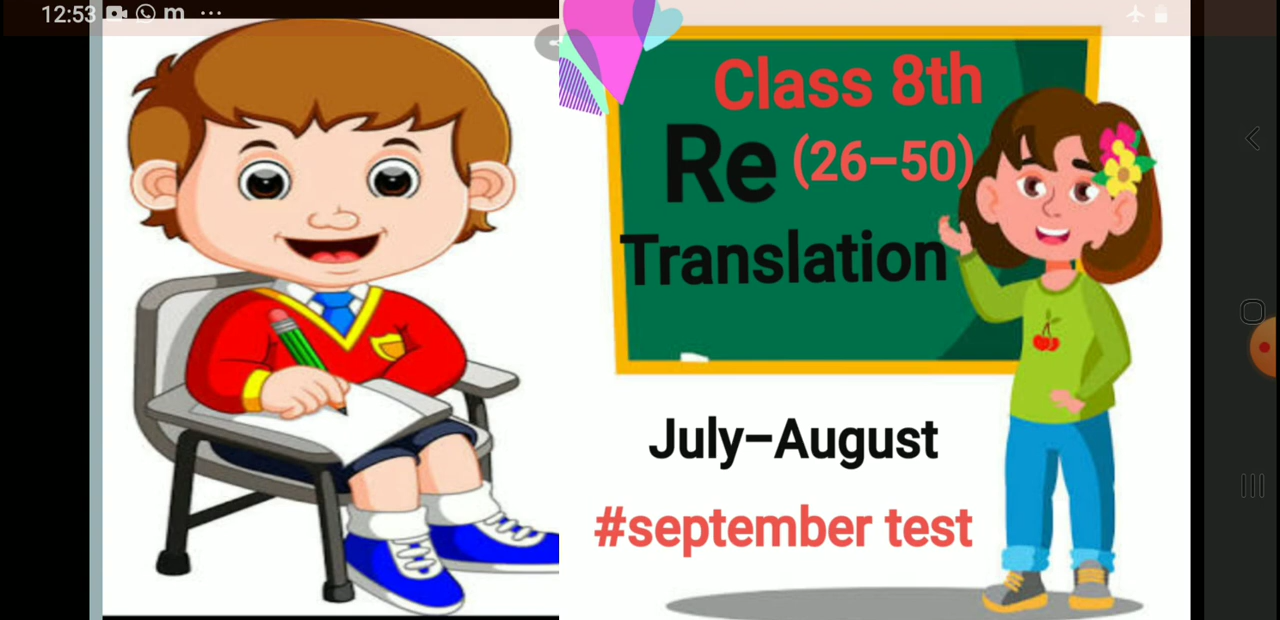 12:53 m ...
Class 8th
Re (26-50)
Translation
July-August
#september test